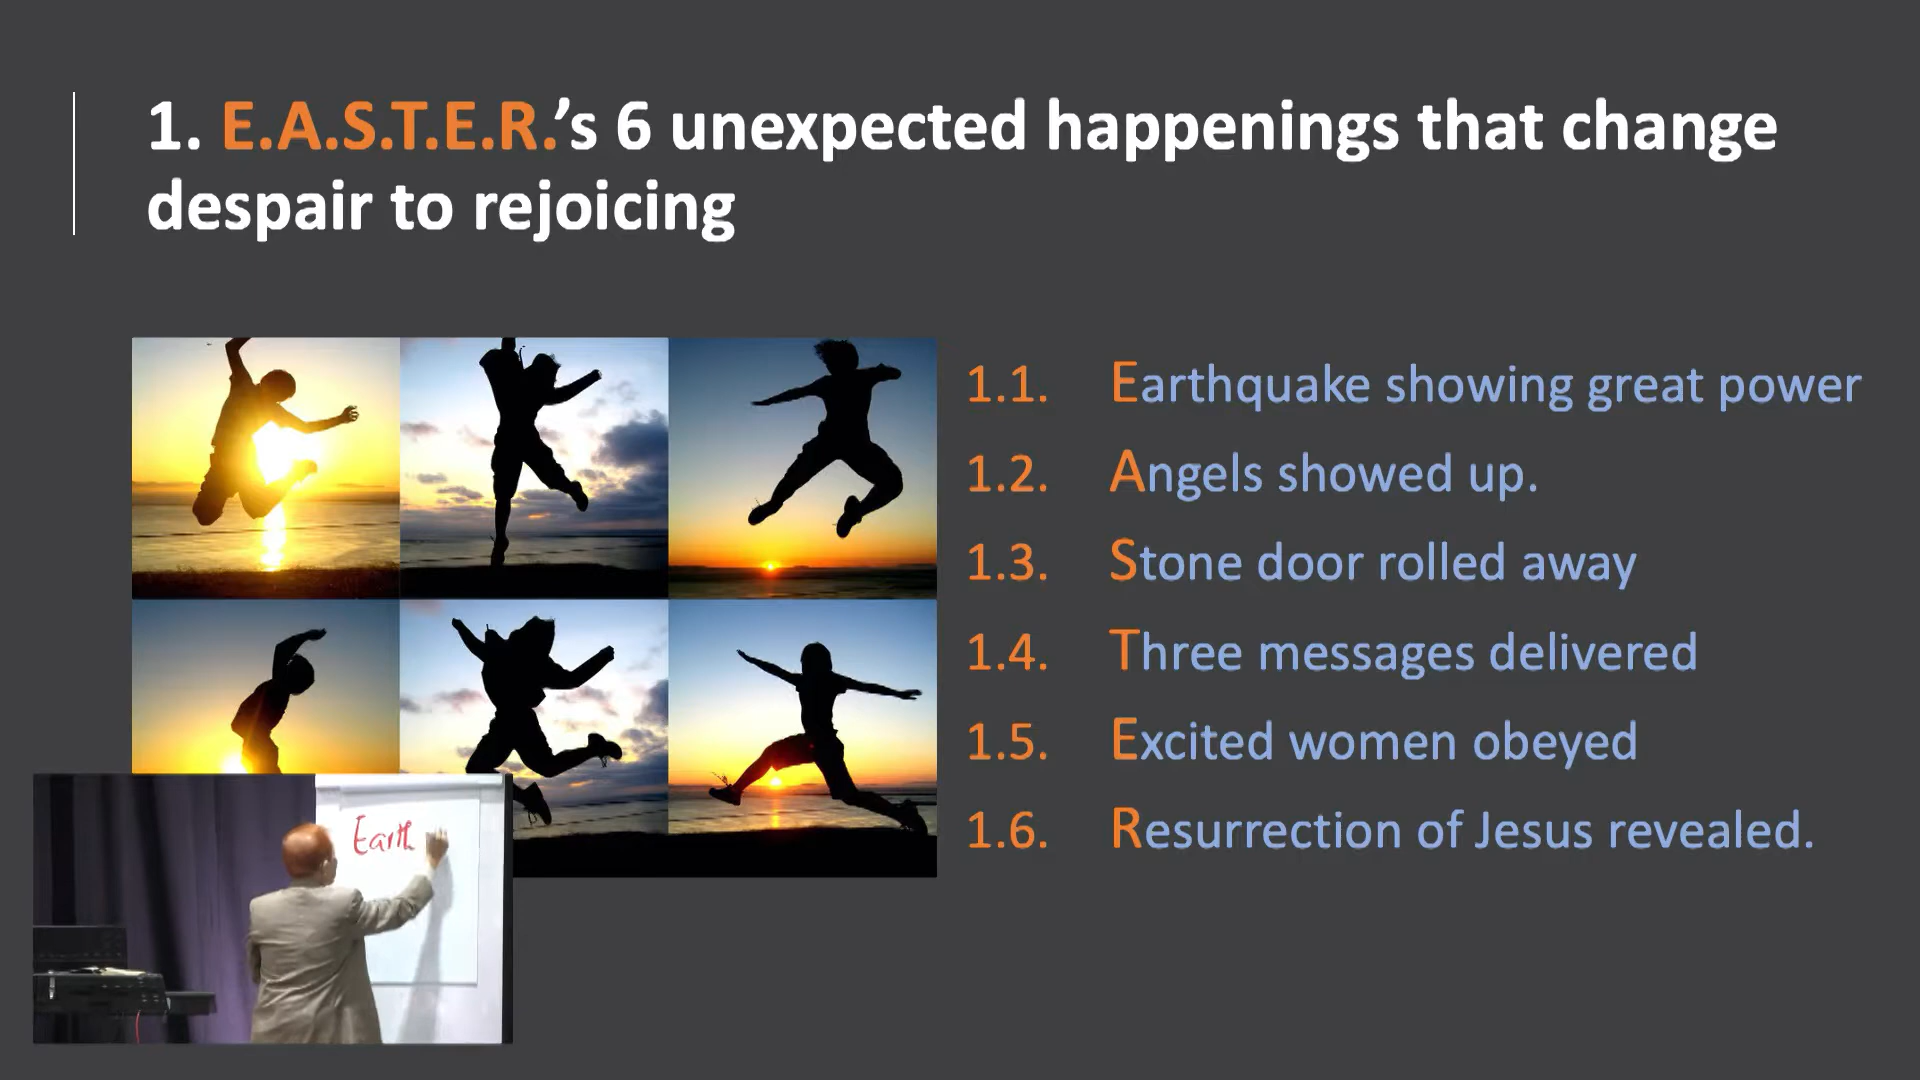 1. E.A.S.T.E.R.’s 6 unexpected happenings that change
despair to rejoicing
1.1. Earthquake showing great power
1.2. Angels showed up.
1.3. Stone door rolled away
1.4. Three messages delivered
1.5. Excited women obeyed
1.6. Resurrection of Jesus revealed.
Earth